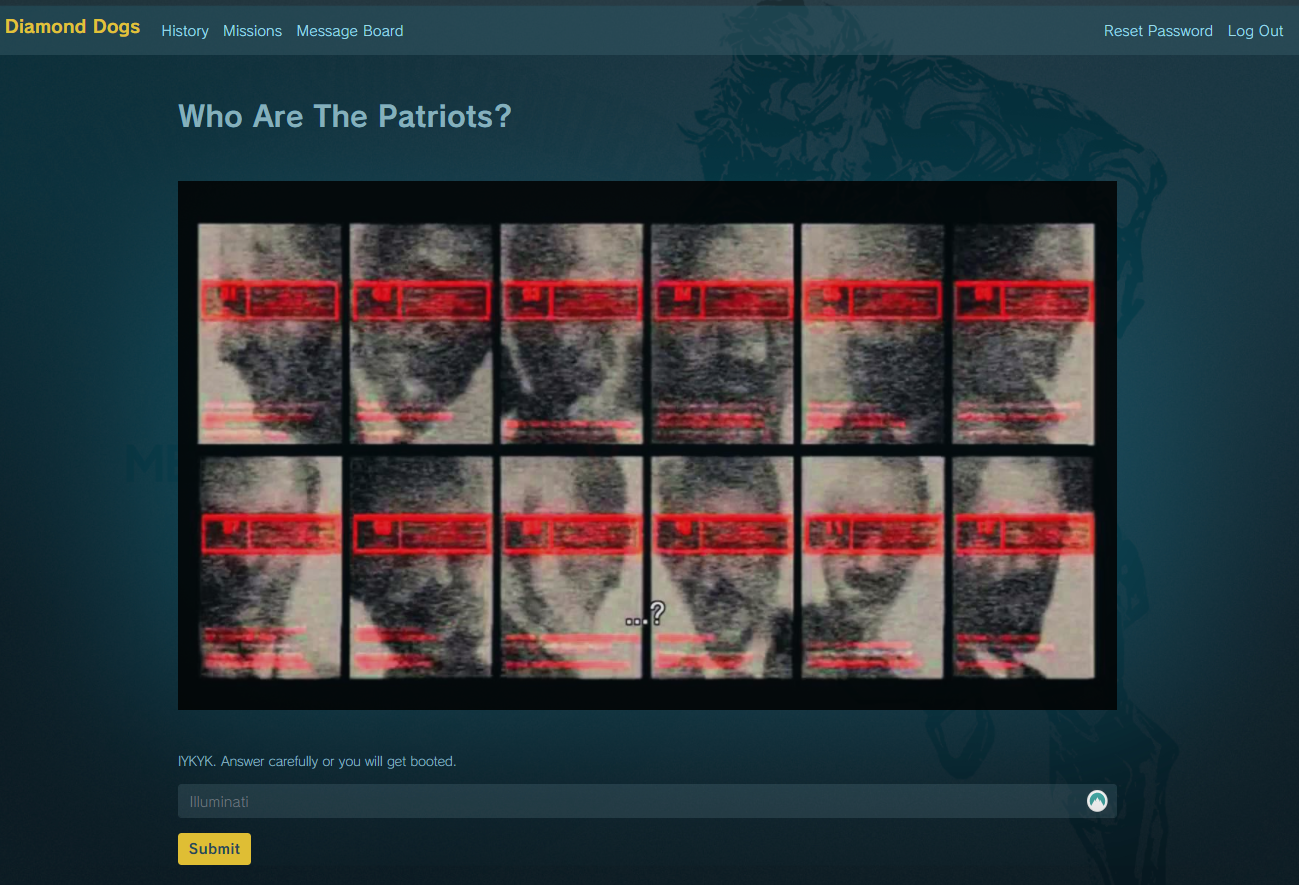 Diamond Dogs History Missions Message Board Reset Password Log Out
Who Are The Patriots?
...?
IYKYK. Answer carefully or you will get booted.
Illuminati
Submit